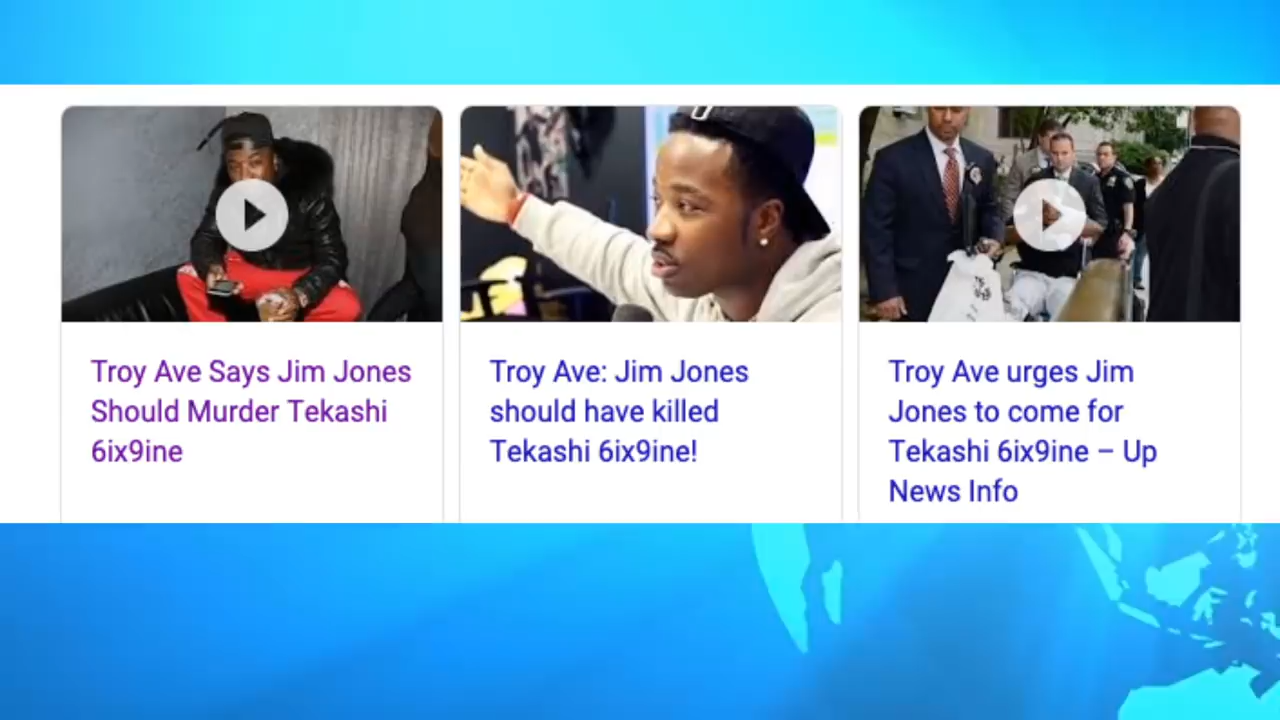 Troy Ave Says Jim Jones
Should Murder Tekashi
6ix9ine
Troy Ave: Jim Jones
should have killed
Tekashi 6ix9ine!
Troy Ave urges Jim
Jones to come for
Tekashi 6ix9ine – Up
News Info